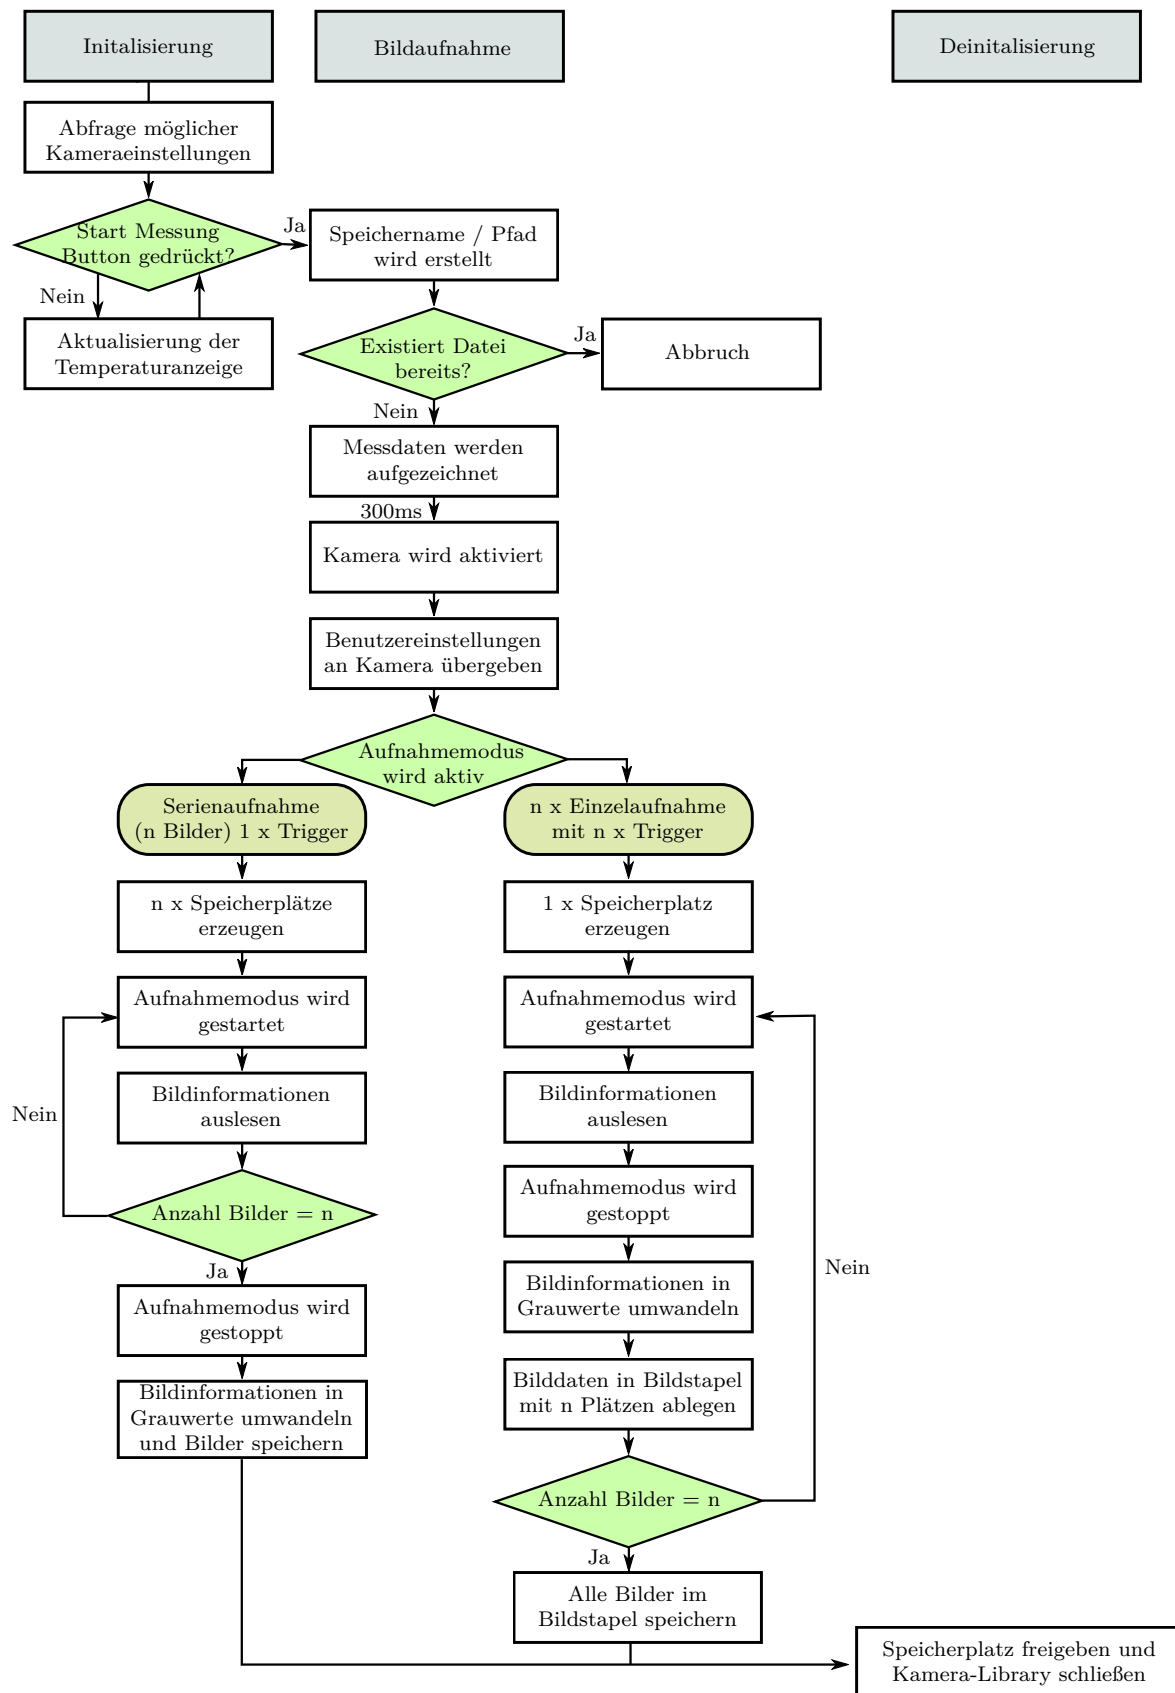 Initalisierung
Bildaufnahme
Deinitalisierung
Abfrage möglicher
Kameraeinstellungen
Start Messung
Button gedrückt?
Ja
Nein
Aktualisierung der
Temperaturanzeige
Speichername / Pfad
wird erstellt
Existiert Datei
bereits?
Ja
Abbruch
Nein
Messdaten werden
aufgezeichnet
300ms
Kamera wird aktiviert
Benutzereinstellungen
an Kamera übergeben
Aufnahmemodus
wird aktiv
Serienaufnahme
(n Bilder) 1 x Trigger
n x Speicherplätze
erzeugen
Aufnahmemodus wird
gestartet
Bildinformationen
auslesen
Nein
Anzahl Bilder = n
Ja
Aufnahmemodus wird
gestoppt
Bildinformationen in
Grauwerte umwandeln
und Bilder speichern
n x Einzelaufnahme
mit n x Trigger
1 x Speicherplatz
erzeugen
Aufnahmemodus wird
gestartet
Bildinformationen
auslesen
Aufnahmemodus wird
gestoppt
Bildinformationen in
Grauwerte umwandeln
Nein
Bilddaten in Bildstapel
mit n Plätzen ablegen
Anzahl Bilder = n
Ja
Alle Bilder im
Bildstapel speichern
Speicherplatz freigeben und
Kamera-Library schließen